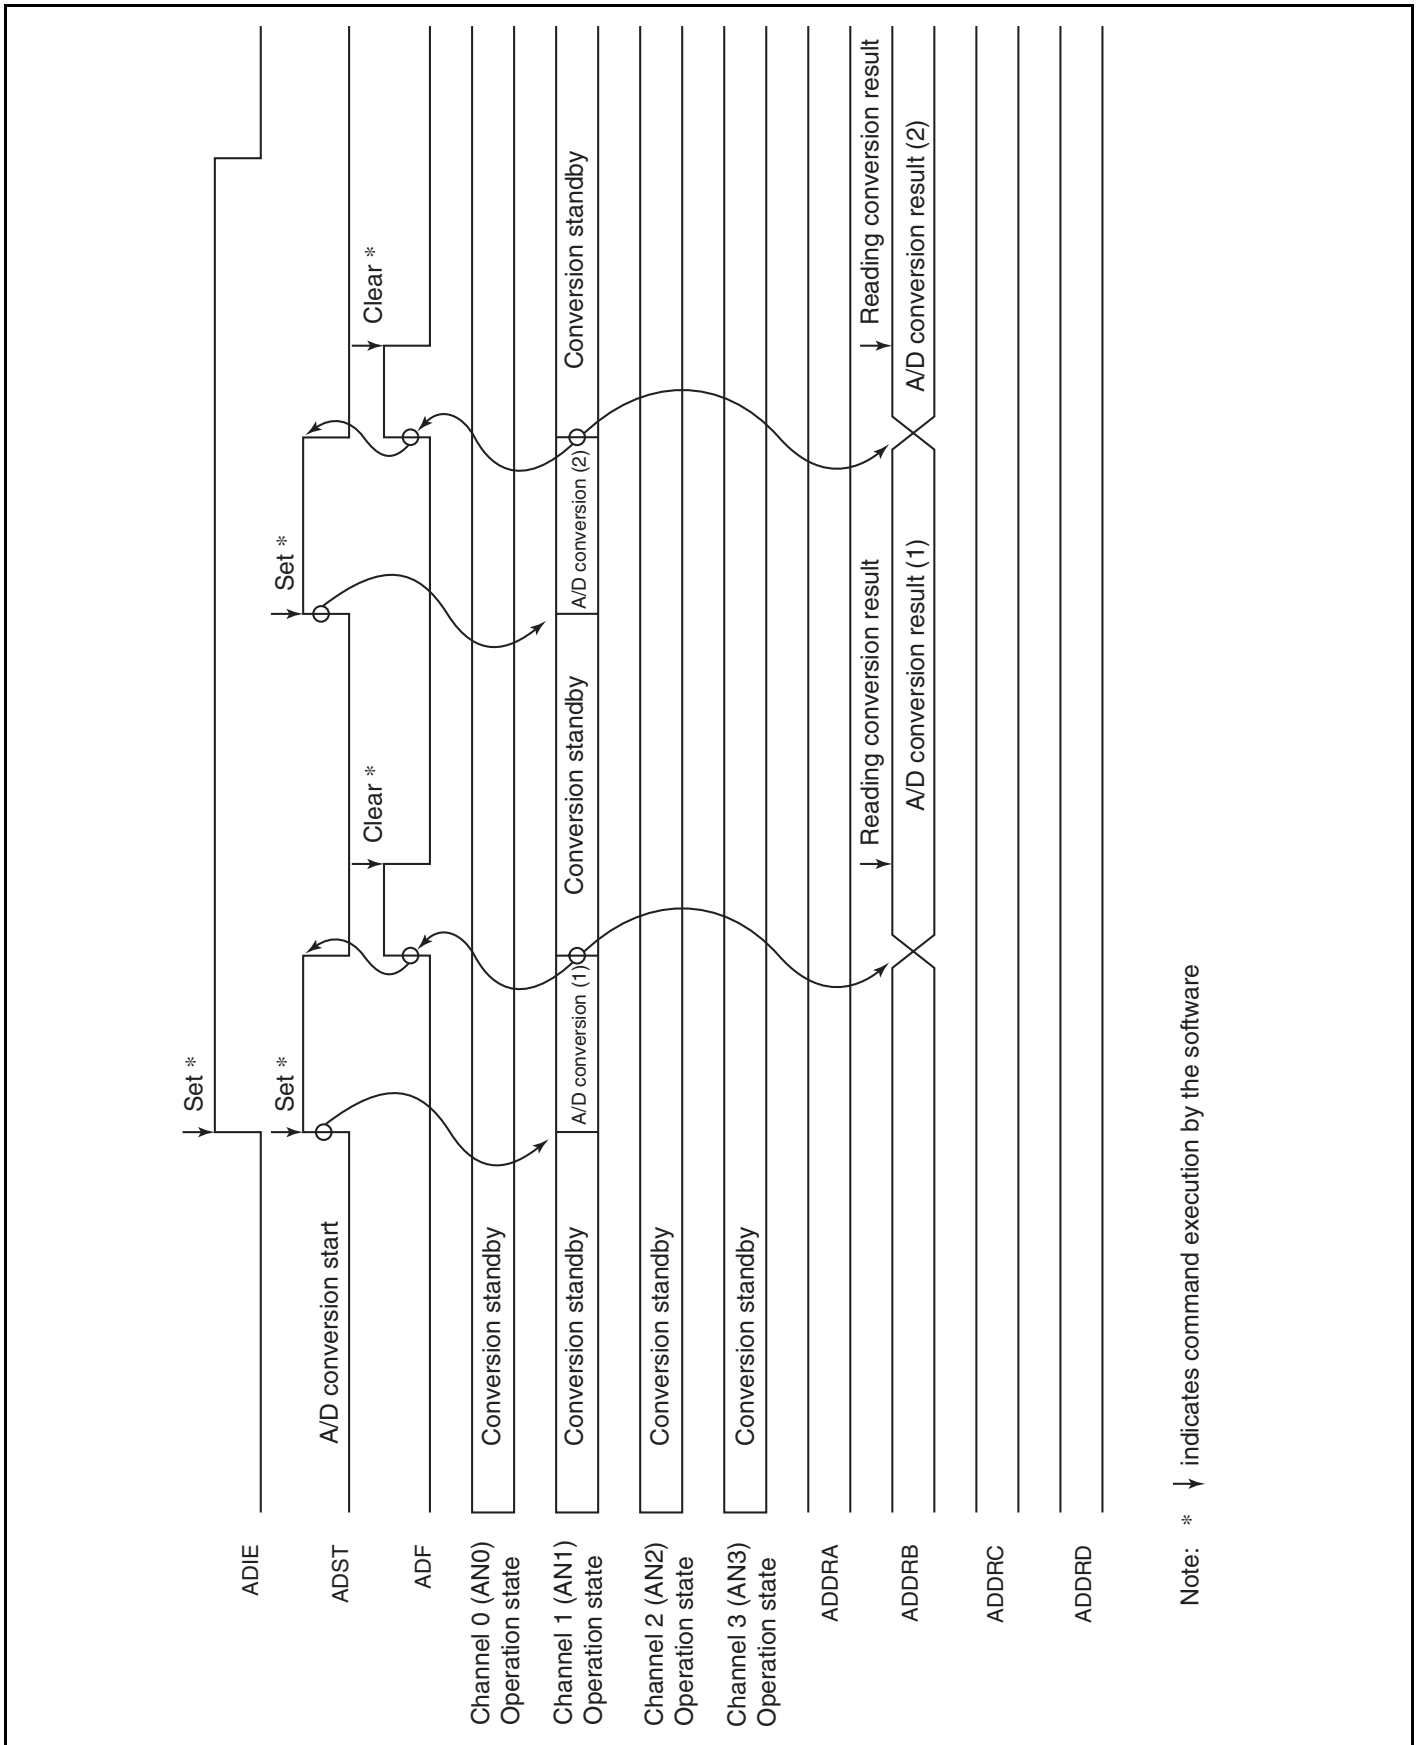 Set *
ADIE
A/D conversion start
Set *
Set *
ADST
Clear *
Clear *
ADF
Channel 0 (AN0)
Operation state
Conversion standby
Channel 1 (AN1)
Operation state
Conversion standby
A/D conversion (1)
Conversion standby
A/D conversion (2)
Conversion standby
Channel 2 (AN2)
Operation state
Conversion standby
Channel 3 (AN3)
Operation state
Conversion standby
ADDRA
Reading conversion result
Reading conversion result
ADDRB
A/D conversion result (1)
A/D conversion result (2)
ADDRC
ADDRD
Note: * ↓ indicates command execution by the software